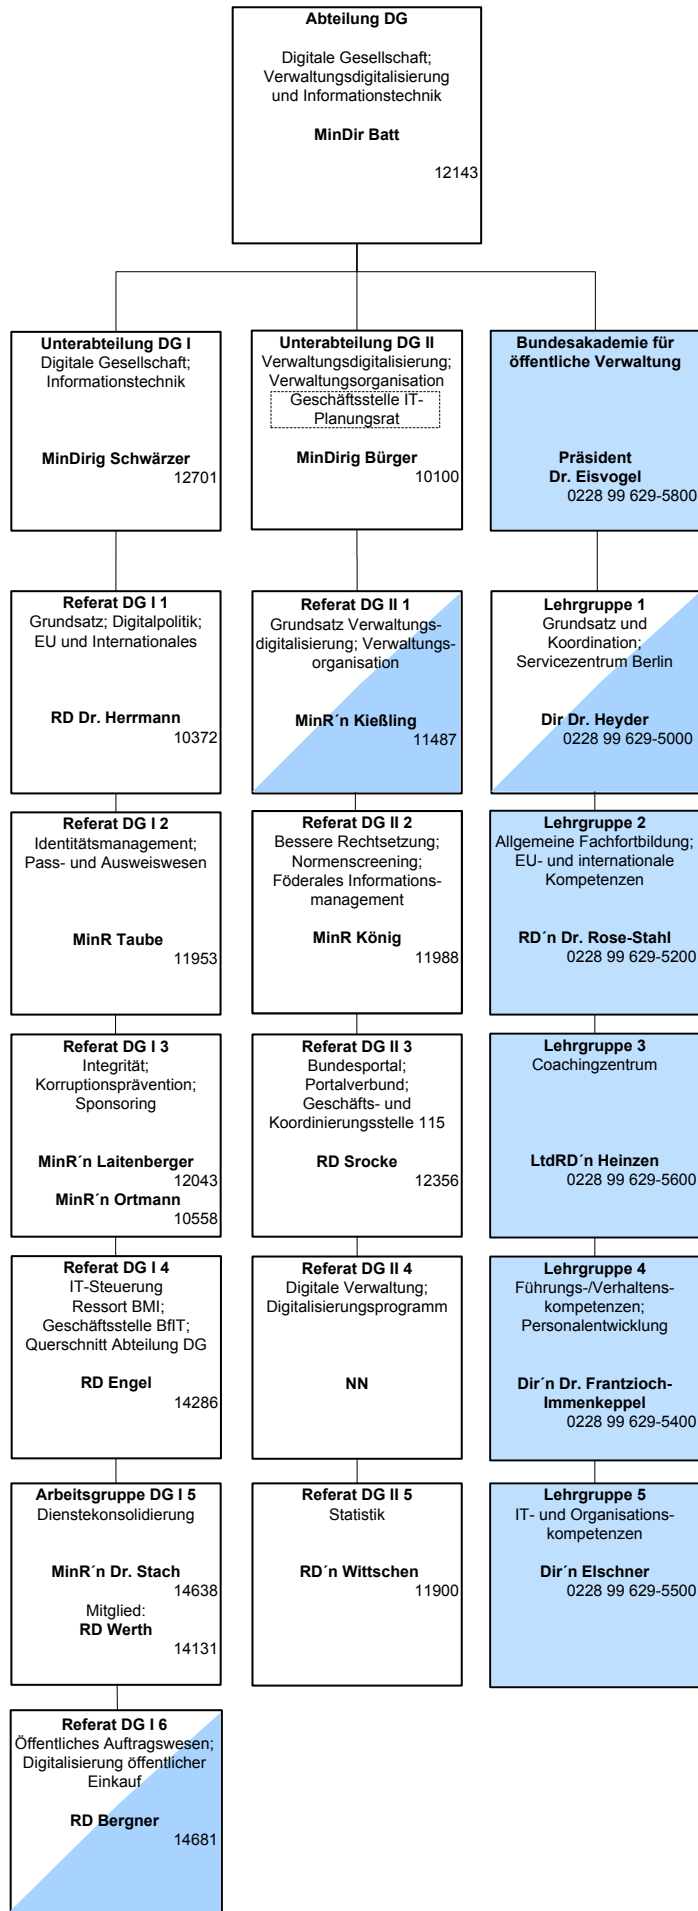 Abteilung DG
Digitale Gesellschaft;
Verwaltungsdigitalisierung
und Informationstechnik
MinDir Batt
12143
Unterabteilung DG I
Digitale Gesellschaft;
Informationstechnik
MinDirig Schwärzer
12701
Unterabteilung DG II
Verwaltungsdigitalisierung;
Verwaltungsorganisation
Geschäftsstelle IT-
Planungsrat
MinDirig Bürger
10100
Bundesakademie für
öffentliche Verwaltung
Präsident
Dr. Eisvogel
0228 99 629-5800
Referat DG I 1
Grundsatz; Digitalpolitik;
EU und Internationales
RD Dr. Herrmann
10372
Referat DG II 1
Grundsatz Verwaltungs-
digitalisierung; Verwaltungs-
organisation
MinR´n Kießling
11487
Lehrgruppe 1
Grundsatz und
Koordination;
Servicezentrum Berlin
Dir Dr. Heyder
0228 99 629-5000
Referat DG I 2
Identitätsmanagement;
Pass- und Ausweiswesen
MinR Taube
11953
Referat DG II 2
Bessere Rechtsetzung;
Normenscreening;
Föderales Informations-
management
MinR König
11988
Lehrgruppe 2
Allgemeine Fachfortbildung;
EU- und internationale
Kompetenzen
RD´n Dr. Rose-Stahl
0228 99 629-5200
Referat DG I 3
Integrität;
Korruptionsprävention;
Sponsoring
MinR´n Laitenberger
12043
MinR´n Ortmann
10558
Referat DG II 3
Bundesportal;
Portalverbund;
Geschäfts- und
Koordinierungsstelle 115
RD Srocke
12356
Lehrgruppe 3
Coachingzentrum
LtdRD´n Heinzen
0228 99 629-5600
Referat DG I 4
IT-Steuerung
Ressort BMI;
Geschäftsstelle BfIT;
Querschnitt Abteilung DG
RD Engel
14286
Referat DG II 4
Digitale Verwaltung;
Digitalisierungsprogramm
NN
Lehrgruppe 4
Führungs-/Verhaltens-
kompetenzen;
Personalentwicklung
Dir´n Dr. Frantzioch-
Immenkeppel
0228 99 629-5400
Arbeitsgruppe DG I 5
Dienstekonsolidierung
MinR´n Dr. Stach
14638
Mitglied:
RD Werth
14131
Referat DG II 5
Statistik
RD´n Wittschen
11900
Lehrgruppe 5
IT- und Organisations-
kompetenzen
Dir´n Elschner
0228 99 629-5500
Referat DG I 6
Öffentliches Auftragswesen;
Digitalisierung öffentlicher
Einkauf
RD Bergner
14681